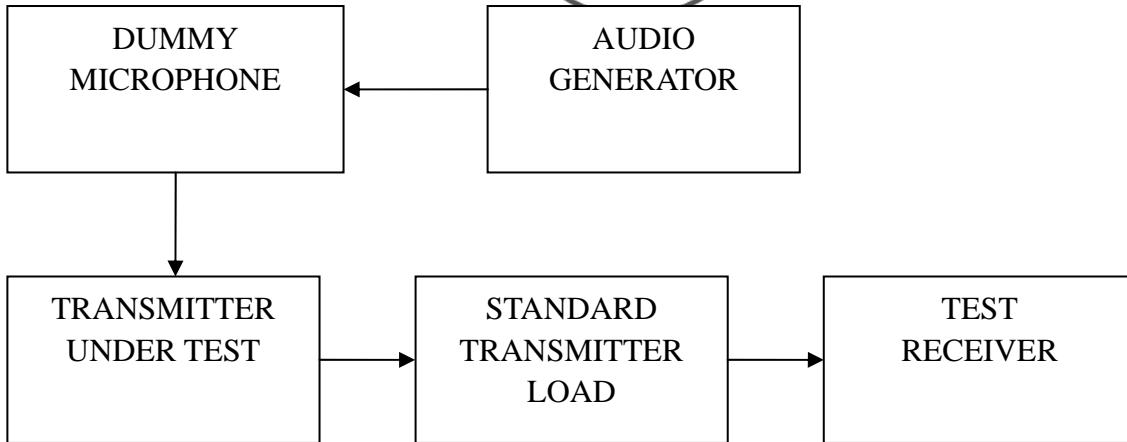 DUMMY
MICROPHONE
AUDIO
GENERATOR
TRANSMITTER
UNDER TEST
STANDARD
TRANSMITTER
LOAD
TEST
RECEIVER